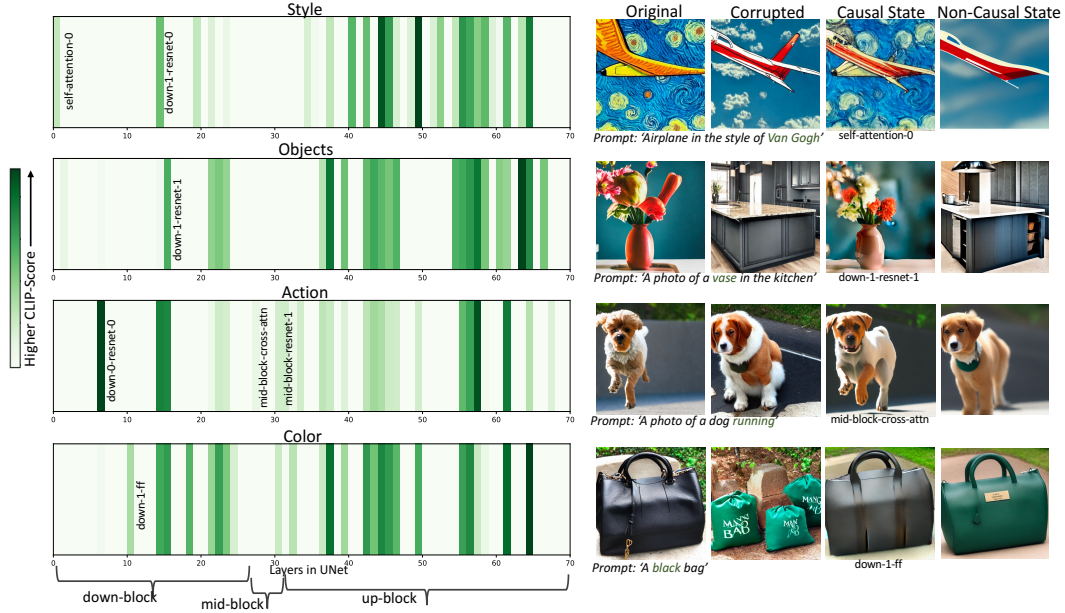 Style
Original Corrupted Causal State Non-Causal State
self-attention-0
down-1-resnet-0
0 10 20 30 40 50 60 70
Prompt: 'Airplane in the style of Van Gogh'
self-attention-0
Higher CLIP-Score
Objects
down-1-resnet-1
0 10 20 30 40 50 60 70
Prompt: 'A photo of a vase in the kitchen'
down-1-resnet-1
Action
down-0-resnet-0
mid-block-cross-attn
mid-block-resnet-1
0 10 20 30 40 50 60 70
Prompt: 'A photo of a dog running'
mid-block-cross-attn
Color
down-1-ff
0 10 20 30 40 50 60 70
Layers in UNet
down-block
mid-block
up-block
Prompt: 'A black bag'
down-1-ff